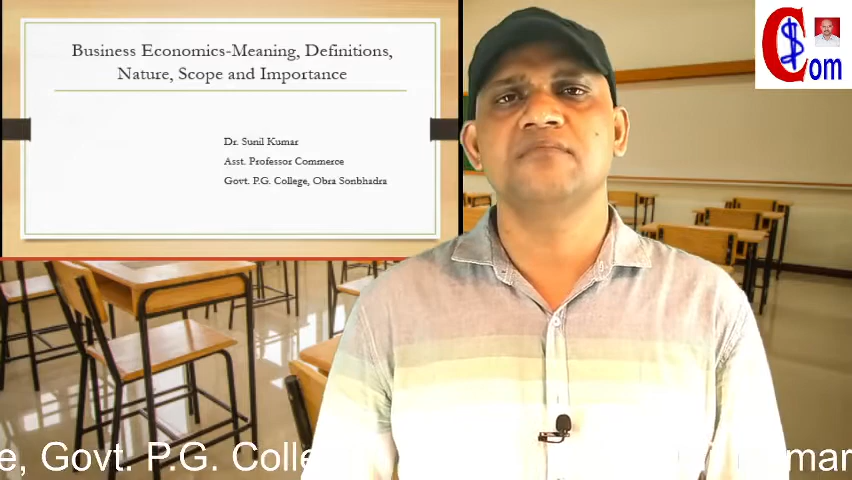 Business Economics-Meaning, Definitions,
Nature, Scope and Importance
Dr. Sunil Kumar
Asst. Professor Commerce
Govt. P.G. College, Obra Sonbhadra
Com
e, Govt. P.G. Colle mar